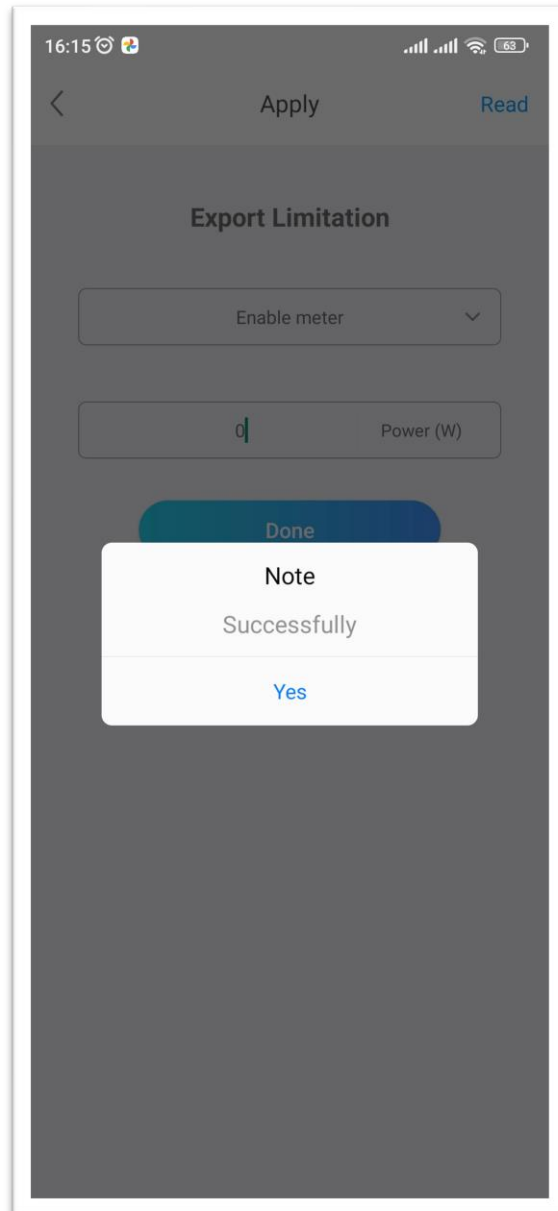 16:15 63
Apply Read
Export Limitation
Enable meter
0 Power (W)
Done
Note
Successfully
Yes